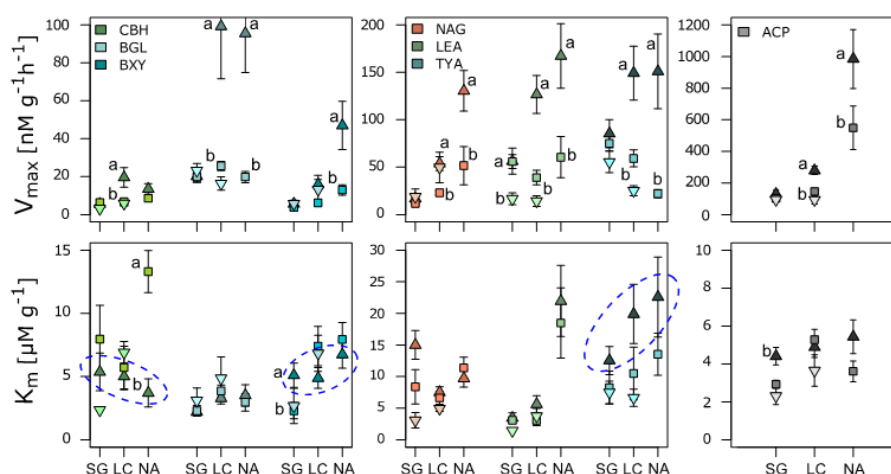 V_max [nM g⁻¹h⁻¹]
100
80
60
40
20
0
CBH
BGL
BXY
a
b
a
b
a
b
a
b
200
150
100
50
0
NAG
LEA
TYA
a
b
a
b
a
b
a
b
a
b
a
b
a
b
1200
1000
800
600
400
200
0
ACP
a
b
a
b
K_m [µM g⁻¹]
15
10
5
0
a
b
a
b
SG LC NA SG LC NA SG LC NA
30
25
20
15
10
5
0
SG LC NA SG LC NA SG LC NA
10
8
6
4
2
0
b
SG LC NA